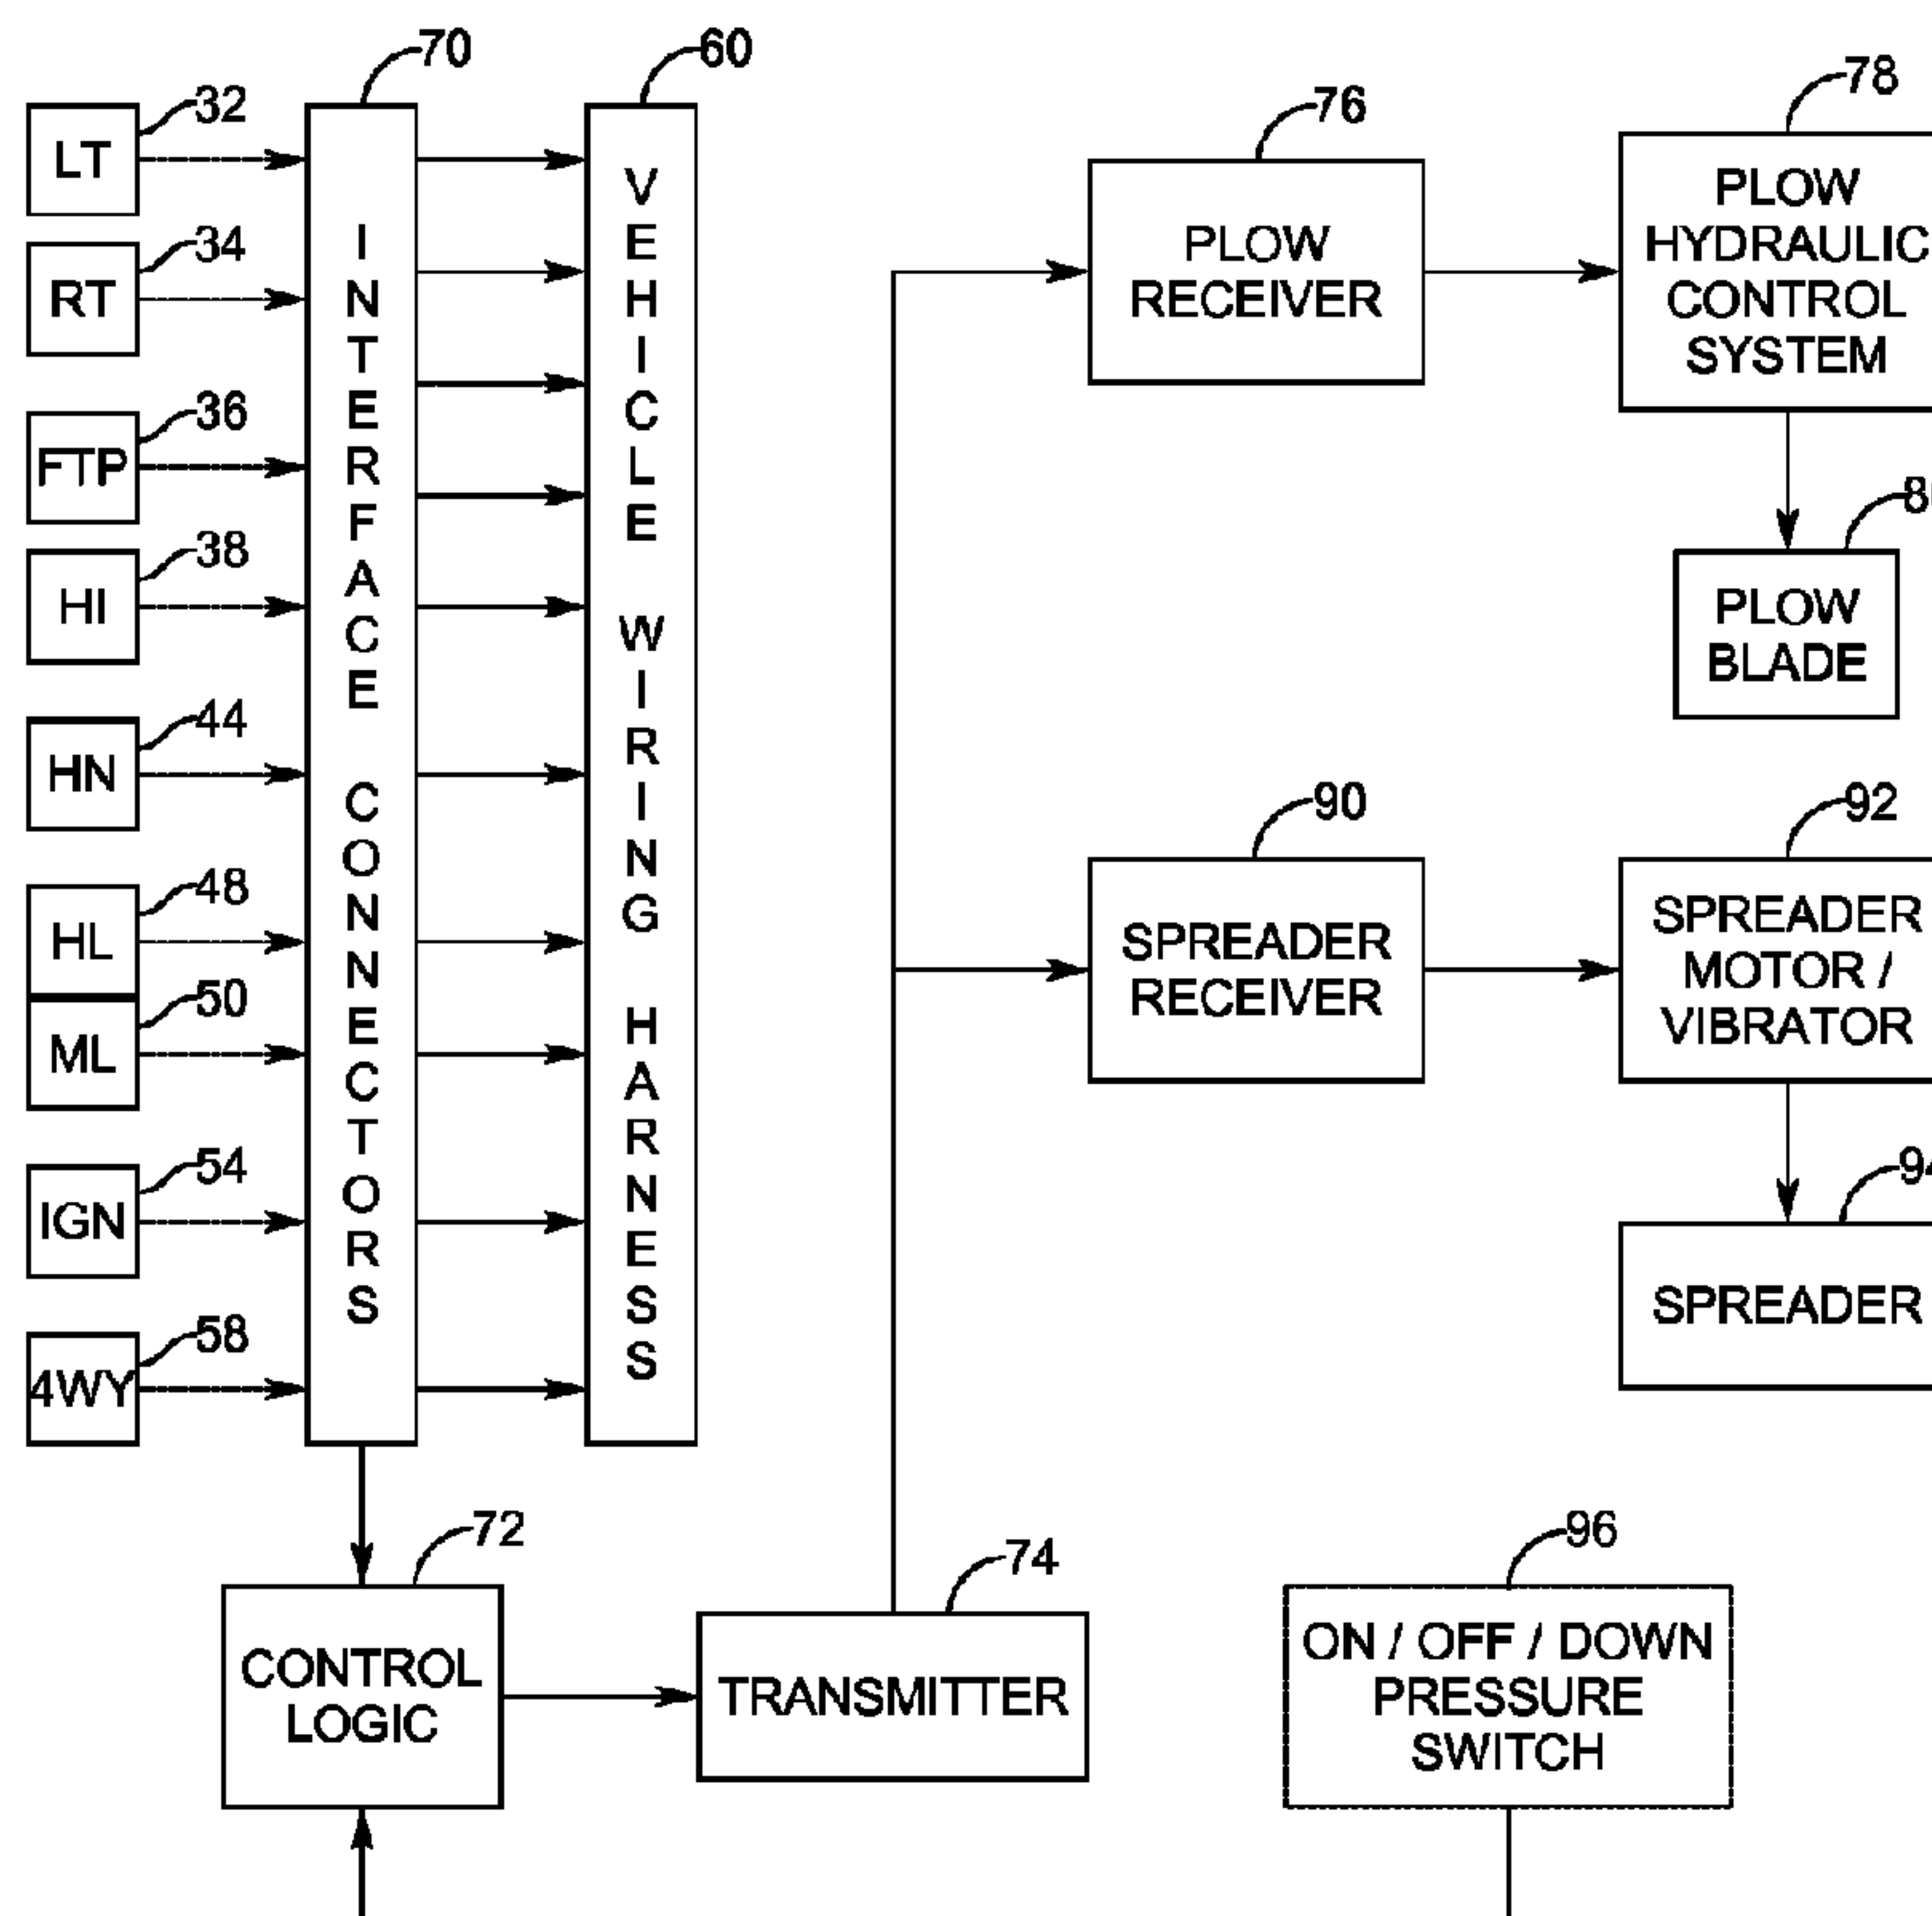 70
60
78
76
32
LT
34
RT
36
FTP
38
HI
44
HN
48
HL
50
ML
54
IGN
58
4WY
INTERFACE CONNECTORS
VEHICLE WIRING HARNESS
PLOW
RECEIVER
PLOW
HYDRAULIC
CONTROL
SYSTEM
8
PLOW
BLADE
90
92
SPREADER
RECEIVER
SPREADER
MOTOR /
VIBRATOR
SPREADER
72
CONTROL
LOGIC
74
TRANSMITTER
96
ON / OFF / DOWN
PRESSURE
SWITCH